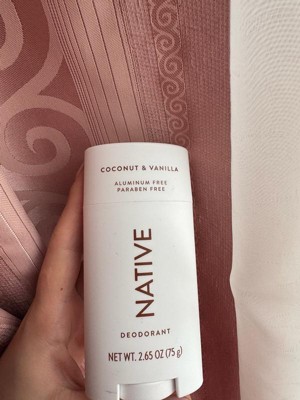 COCONUT & VANILLA
ALUMINUM FREE
PARABEN FREE
NATIVE
DEODORANT
NET WT. 2.65 OZ (75 g)